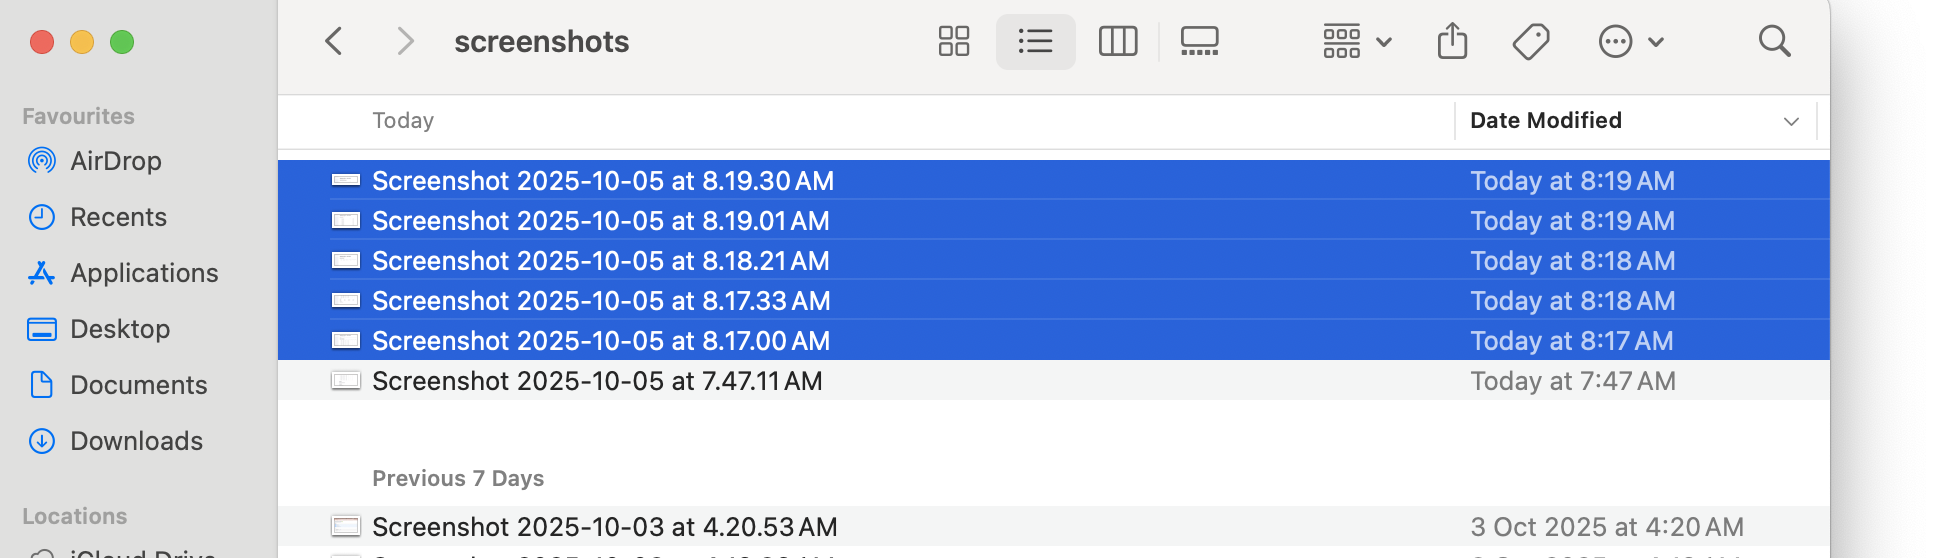 screenshots
Favourites
AirDrop
Recents
Applications
Desktop
Documents
Downloads
Locations
iCloud Drive
Today Date Modified
Screenshot 2025-10-05 at 8.19.30 AM Today at 8:19 AM
Screenshot 2025-10-05 at 8.19.01 AM Today at 8:19 AM
Screenshot 2025-10-05 at 8.18.21 AM Today at 8:18 AM
Screenshot 2025-10-05 at 8.17.33 AM Today at 8:18 AM
Screenshot 2025-10-05 at 8.17.00 AM Today at 8:17 AM
Screenshot 2025-10-05 at 7.47.11 AM Today at 7:47 AM
Previous 7 Days
Screenshot 2025-10-03 at 4.20.53 AM 3 Oct 2025 at 4:20 AM